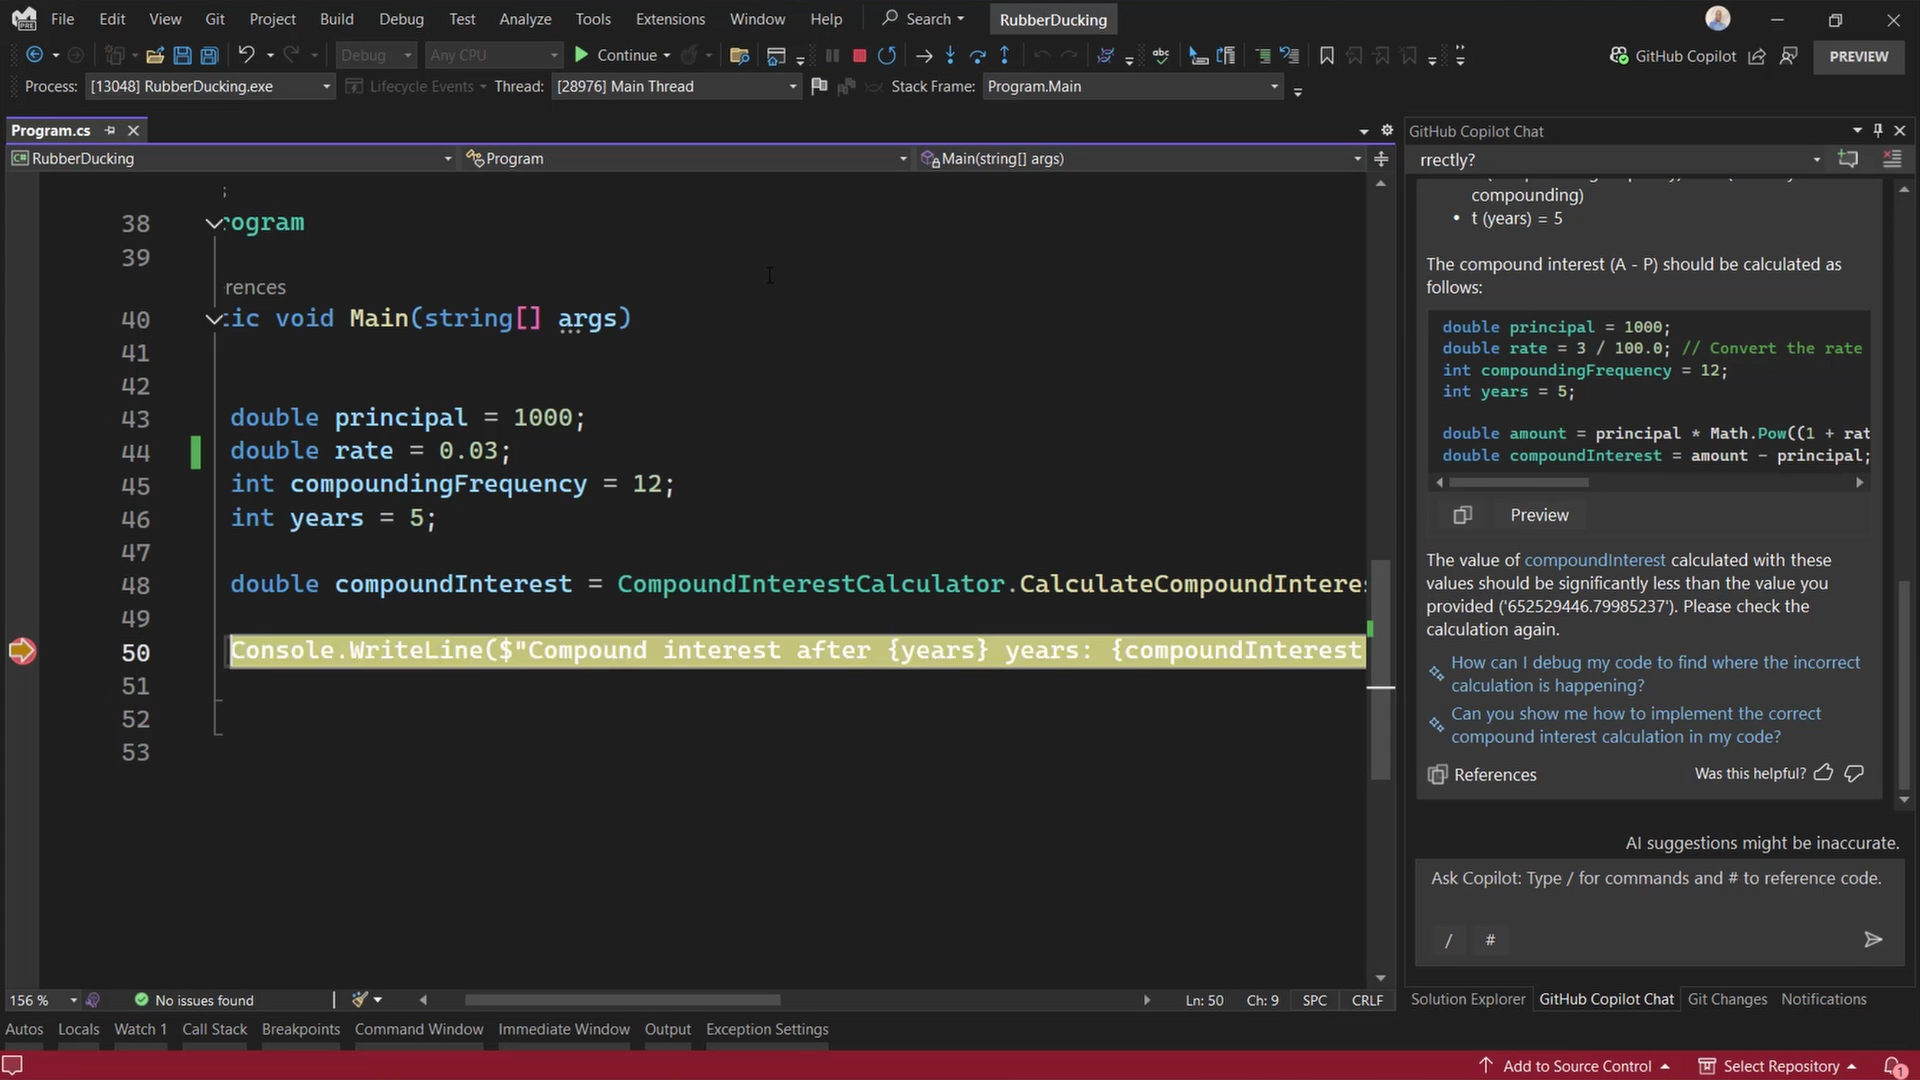 File Edit View Git Project Build Debug Test Analyze Tools Extensions Window Help Search RubberDucking
Debug Any CPU Continue GitHub Copilot PREVIEW
Process: [13048] RubberDucking.exe Lifecycle Events Thread: [28976] Main Thread Stack Frame: Program.Main
Program.cs
RubberDucking Program Main(string[] args)
38 rogram
39
rences
40 ic void Main(string[] args)
41
42
43 double principal = 1000;
44 double rate = 0.03;
45 int compoundingFrequency = 12;
46 int years = 5;
47
48 double compoundInterest = CompoundInterestCalculator.CalculateCompoundInteres
49
50 Console.WriteLine($"Compound interest after {years} years: {compoundInterest
51
52
53
156 % No issues found Ln: 50 Ch: 9 SPC CRLF
GitHub Copilot Chat
rrectly?
compounding)
• t (years) = 5
The compound interest (A - P) should be calculated as
follows:
double principal = 1000;
double rate = 3 / 100.0; // Convert the rate
int compoundingFrequency = 12;
int years = 5;
double amount = principal * Math.Pow((1 + rat
double compoundInterest = amount - principal;
Preview
The value of compoundInterest calculated with these
values should be significantly less than the value you
provided ('652529446.79985237'). Please check the
calculation again.
How can I debug my code to find where the incorrect
calculation is happening?
Can you show me how to implement the correct
compound interest calculation in my code?
References Was this helpful?
AI suggestions might be inaccurate.
Ask Copilot: Type / for commands and # to reference code.
/ #
Solution Explorer GitHub Copilot Chat Git Changes Notifications
Autos Locals Watch 1 Call Stack Breakpoints Command Window Immediate Window Output Exception Settings
Add to Source Control Select Repository 1